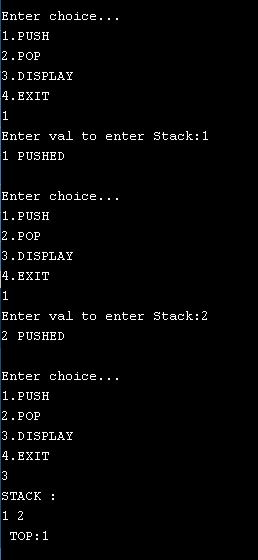 Enter choice...
1.PUSH
2.POP
3.DISPLAY
4.EXIT
1
Enter val to enter Stack:1
1 PUSHED
Enter choice...
1.PUSH
2.POP
3.DISPLAY
4.EXIT
1
Enter val to enter Stack:2
2 PUSHED
Enter choice...
1.PUSH
2.POP
3.DISPLAY
4.EXIT
3
STACK :
1 2
TOP:1